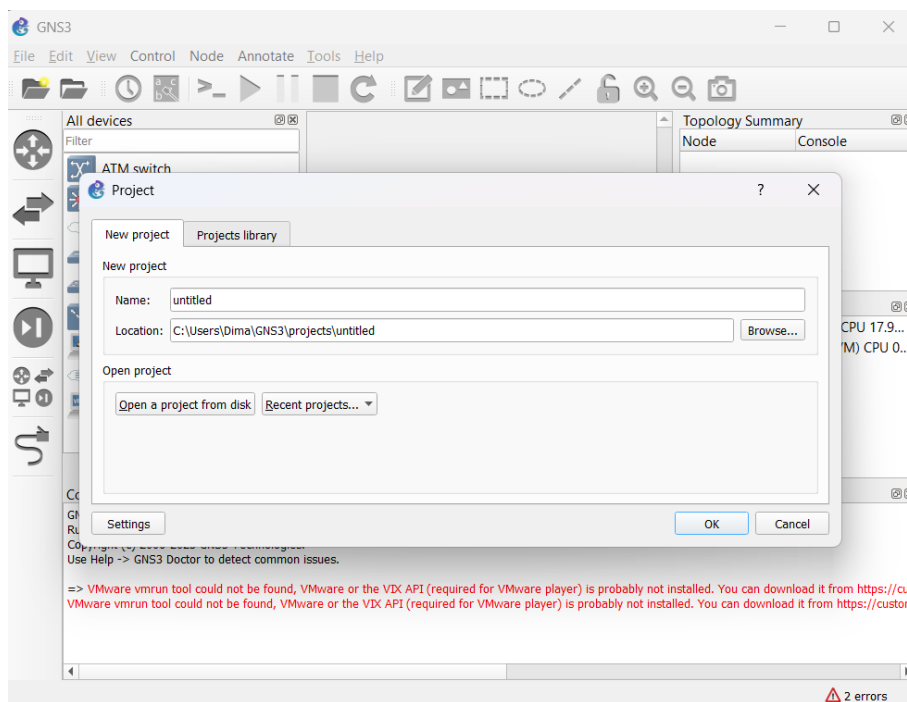 GNS3
File Edit View Control Node Annotate Tools Help
All devices
Filter
ATM switch
Topology Summary
Node Console
Project
?
New project Projects library
New project
Name: untitled
Location: C:\Users\Dima\GNS3\projects\untitled Browse...
CPU 17.9...
CPU 0..
Open project
Open a project from disk Recent projects...
Settings OK Cancel
Use Help -> GNS3 Doctor to detect common issues.
=> VMware vmrun tool could not be found, VMware or the VIX API (required for VMware player) is probably not installed. You can download it from https://cu
VMware vmrun tool could not be found, VMware or the VIX API (required for VMware player) is probably not installed. You can download it from https://custor
2 errors